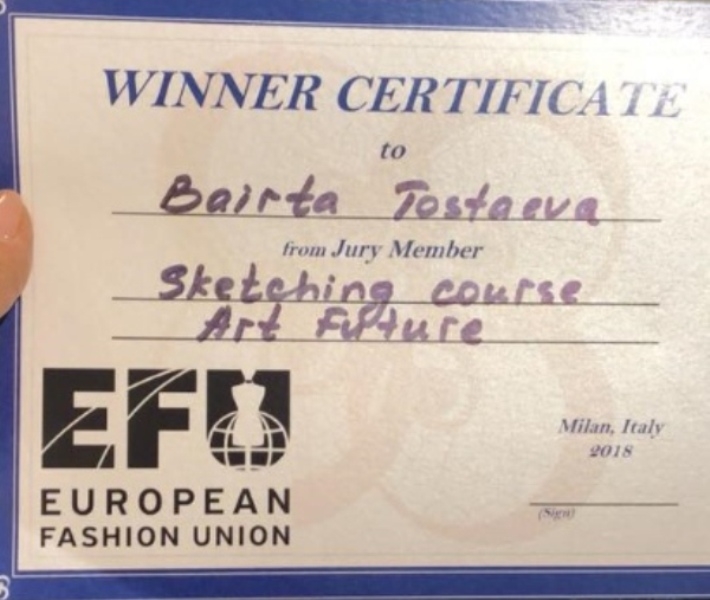 WINNER CERTIFICATE
to
Bairta Tostaeva
from Jury Member
Sketching course
Art Future
EFU
EUROPEAN
FASHION UNION
Milan, Italy
2018
(Sign)